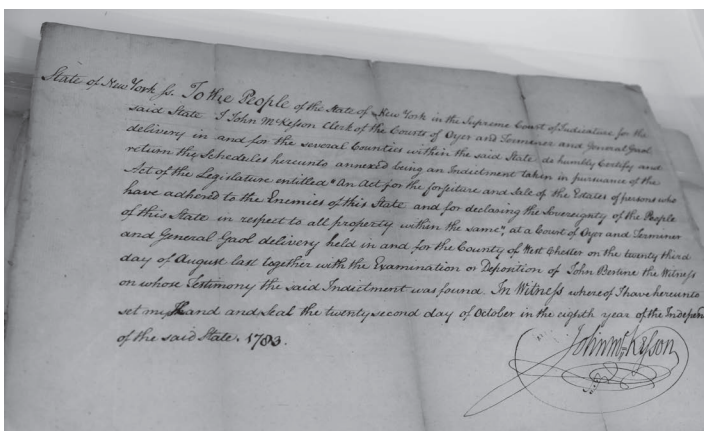 State of New York ss. To the People of the State of New York in the Supreme Court of Judicature for the
said State I John McKesson Clerk of the Courts of Oyer and Terminer and General Gaol
delivery in and for the several Counties within the said State do humbly Certify and
return the Schedules hereunto annexed being an Indictment taken in pursuance of the
Act of the Legislature entitled "An Act for the forfiture and Sale of the Estates of persons who
have adhered to the Enemies of this State and for declaring the Sovereignty of the People
of this State in respect to all property within the same", at a Court of Oyer and Terminer
and General Gaol delivery held in and for the County of West Chester on the twenty third
day of August last together with the Examination or Deposition of John Bertine the Witness
on whose Testimony the said Indictment was found. In Witness whereof I have hereunto
set my Hand and Seal the twenty second day of October in the eighth year of the Indepen
of the said State. 1783.
John McKesson